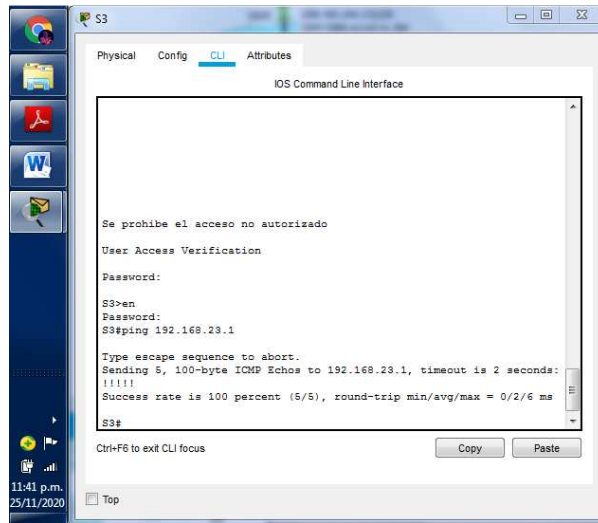 S3
Physical Config CLI Attributes
IOS Command Line Interface
Se prohibe el acceso no autorizado
User Access Verification
Password:
S3>en
Password:
S3#ping 192.168.23.1
Type escape sequence to abort.
Sending 5, 100-byte ICMP Echos to 192.168.23.1, timeout is 2 seconds:
!!!!!
Success rate is 100 percent (5/5), round-trip min/avg/max = 0/2/6 ms
S3#
Ctrl+F6 to exit CLI focus
Copy Paste
Top
11:41 p.m.
25/11/2020